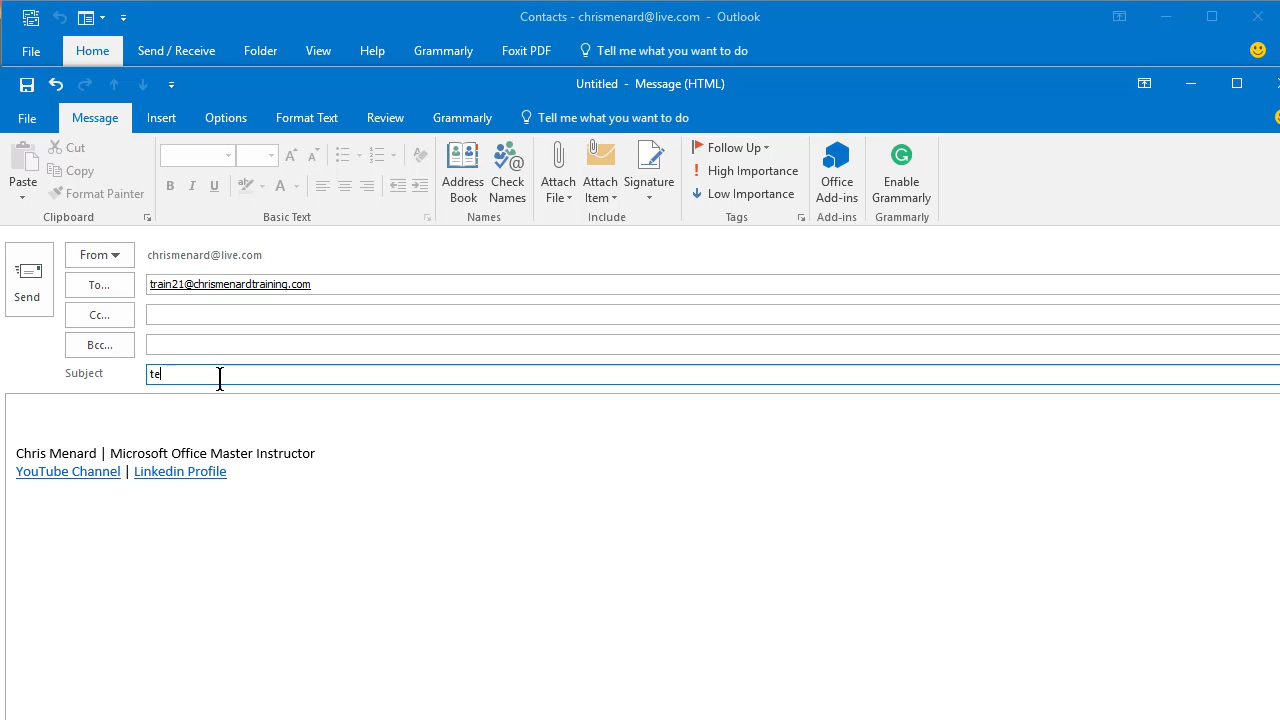 Contacts - chrismenard@live.com - Outlook
File Home Send / Receive Folder View Help Grammarly Foxit PDF Tell me what you want to do
Untitled - Message (HTML)
File Message Insert Options Format Text Review Grammarly Tell me what you want to do
Paste
Cut
Copy
Format Painter
Clipboard
B I U ab A
Basic Text
Address Book
Check Names
Names
Attach File
Attach Item
Signature
Include
Follow Up
High Importance
Low Importance
Tags
Office Add-ins
Add-ins
Enable Grammarly
Grammarly
Send
From chrismenard@live.com
To... train21@chrismenardtraining.com
Cc...
Bcc...
Subject te
Chris Menard | Microsoft Office Master Instructor
YouTube Channel | Linkedin Profile